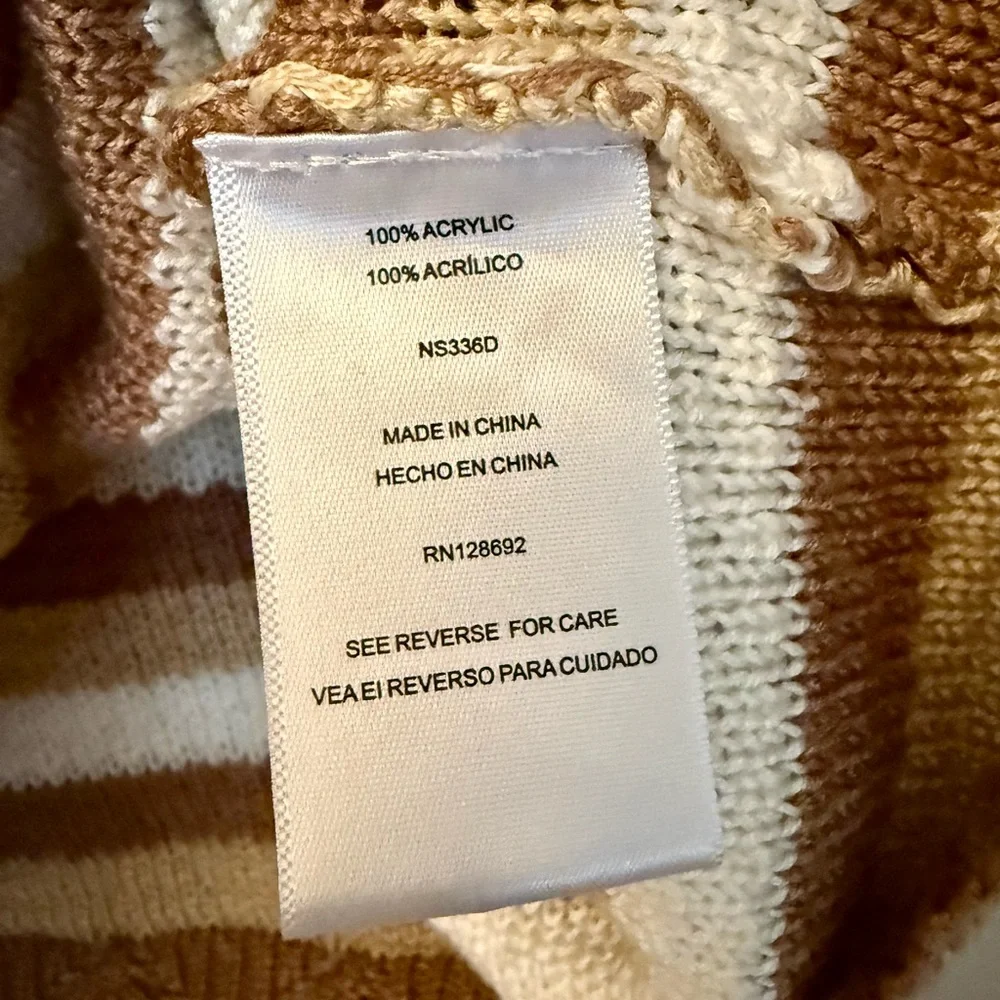 100% ACRYLIC
100% ACRÍLICO
NS336D
MADE IN CHINA
HECHO EN CHINA
RN128692
SEE REVERSE FOR CARE
VEA EI REVERSO PARA CUIDADO